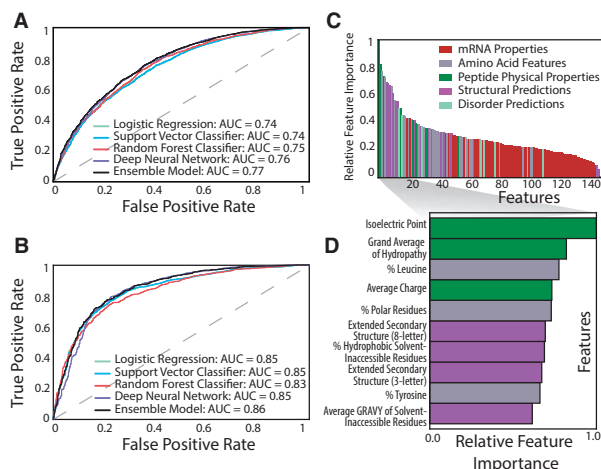 A
True Positive Rate
1
0.8
0.6
0.4
0.2
0
Logistic Regression: AUC = 0.74
Support Vector Classifier: AUC = 0.74
Random Forest Classifier: AUC = 0.75
Deep Neural Network: AUC = 0.76
Ensemble Model: AUC = 0.77
0 0.2 0.4 0.6 0.8 1
False Positive Rate
B
True Positive Rate
1
0.8
0.6
0.4
0.2
0
Logistic Regression: AUC = 0.85
Support Vector Classifier: AUC = 0.85
Random Forest Classifier: AUC = 0.83
Deep Neural Network: AUC = 0.85
Ensemble Model: AUC = 0.86
0 0.2 0.4 0.6 0.8 1
False Positive Rate
C
Relative Feature Importance
1.0
0.8
0.6
0.4
0.2
0
mRNA Properties
Amino Acid Features
Peptide Physical Properties
Structural Predictions
Disorder Predictions
20 40 60 80 100 120 140
Features
D
Isoelectric Point
Grand Average
of Hydropathy
% Leucine
Average Charge
% Polar Residues
Extended Secondary
Structure (8-letter)
% Hydrophobic Solvent-
Inaccessible Residues
Extended Secondary
Structure (3-letter)
% Tyrosine
Average GRAVY of Solvent-
Inaccessible Residues
Features
0.0 1.0
Relative Feature
Importance